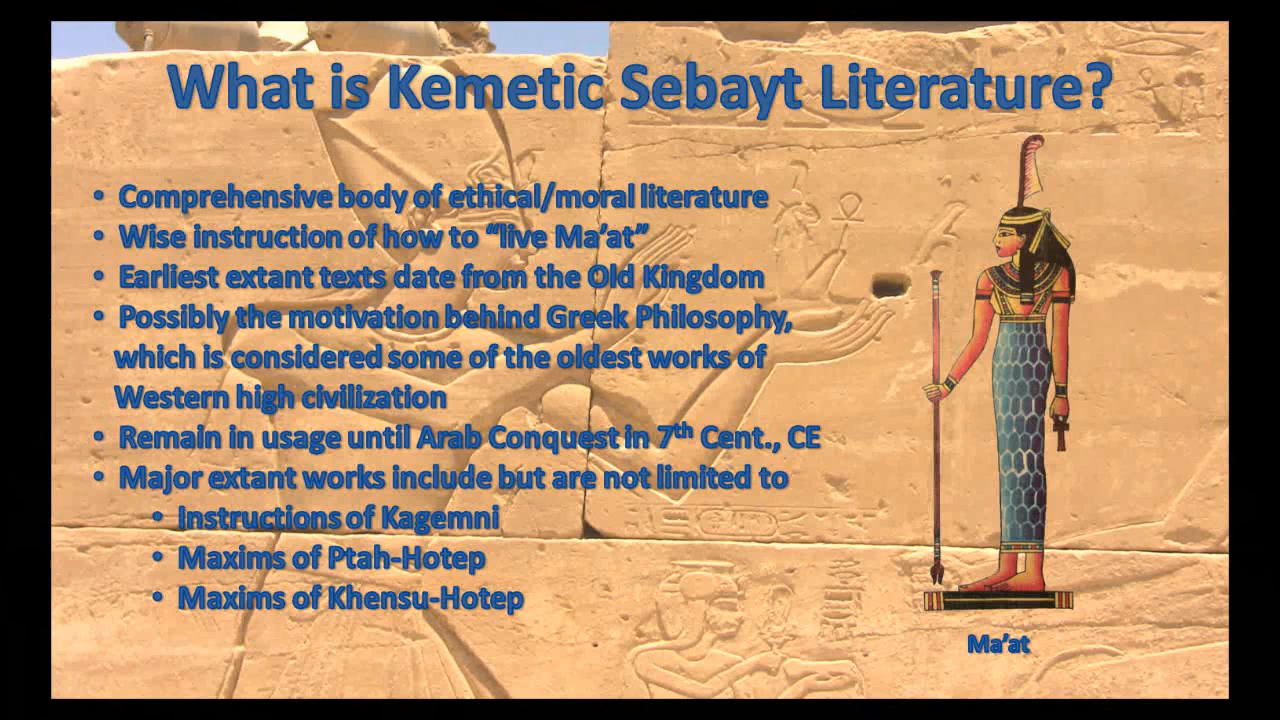 What is Kemetic Sebayt Literature?
• Comprehensive body of ethical/moral literature
• Wise instruction of how to “live Ma’at”
• Earliest extant texts date from the Old Kingdom
• Possibly the motivation behind Greek Philosophy,
which is considered some of the oldest works of
Western high civilization
• Remain in usage until Arab Conquest in 7th Cent., CE
• Major extant works include but are not limited to
• Instructions of Kagemni
• Maxims of Ptah-Hotep
• Maxims of Khensu-Hotep
Ma’at